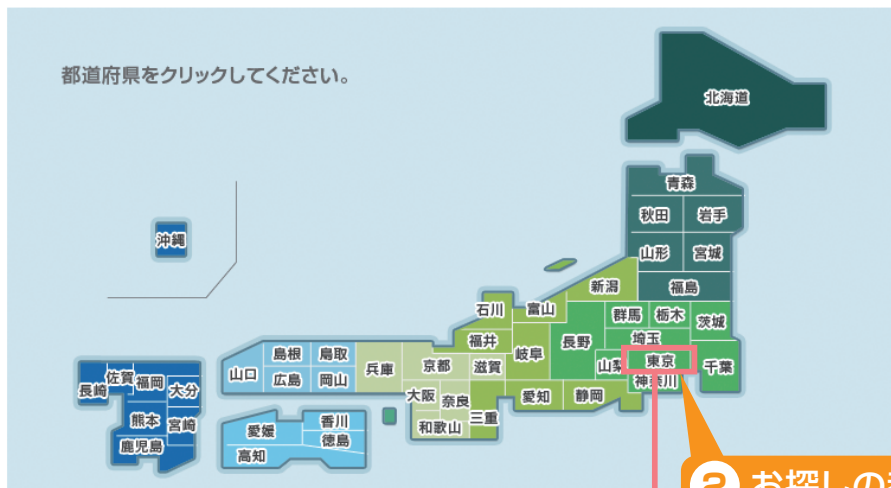 都道府県をクリックしてください。
北海道
青森
秋田
岩手
山形
宮城
福島
沖縄
新潟
石川
富山
群馬
栃木
茨城
福井
長野
埼玉
岐阜
山梨
東京
千葉
神奈川
島根
鳥取
兵庫
京都
滋賀
山口
広島
岡山
大阪
奈良
愛知
静岡
三重
和歌山
長崎
佐賀
福岡
大分
熊本
宮崎
鹿児島
愛媛
香川
徳島
高知
2 お探しの